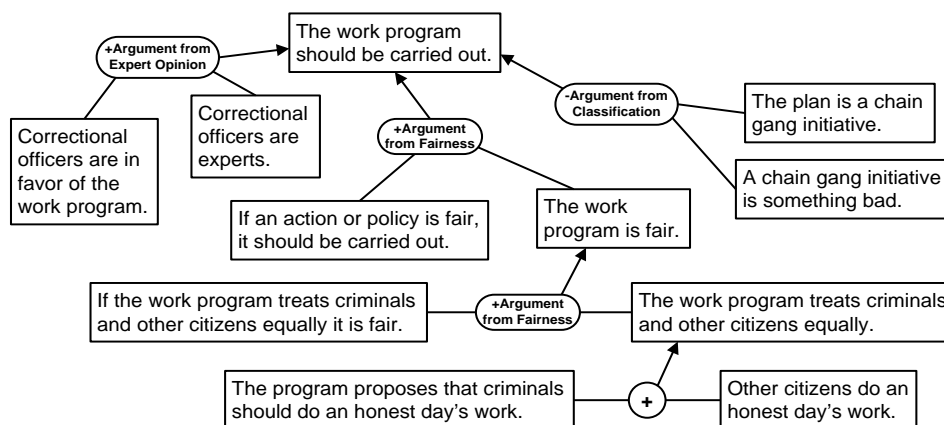 +Argument from
Expert Opinion
The work program
should be carried out.
-Argument from
Classification
The plan is a chain
gang initiative.
Correctional
officers are in
favor of the
work program.
Correctional
officers are
experts.
+Argument
from Fairness
A chain gang initiative
is something bad.
If an action or policy is fair,
it should be carried out.
The work
program is fair.
If the work program treats criminals
and other citizens equally it is fair.
+Argument
from Fairness
The work program treats criminals
and other citizens equally.
The program proposes that criminals
should do an honest day's work.
+
Other citizens do an
honest day's work.